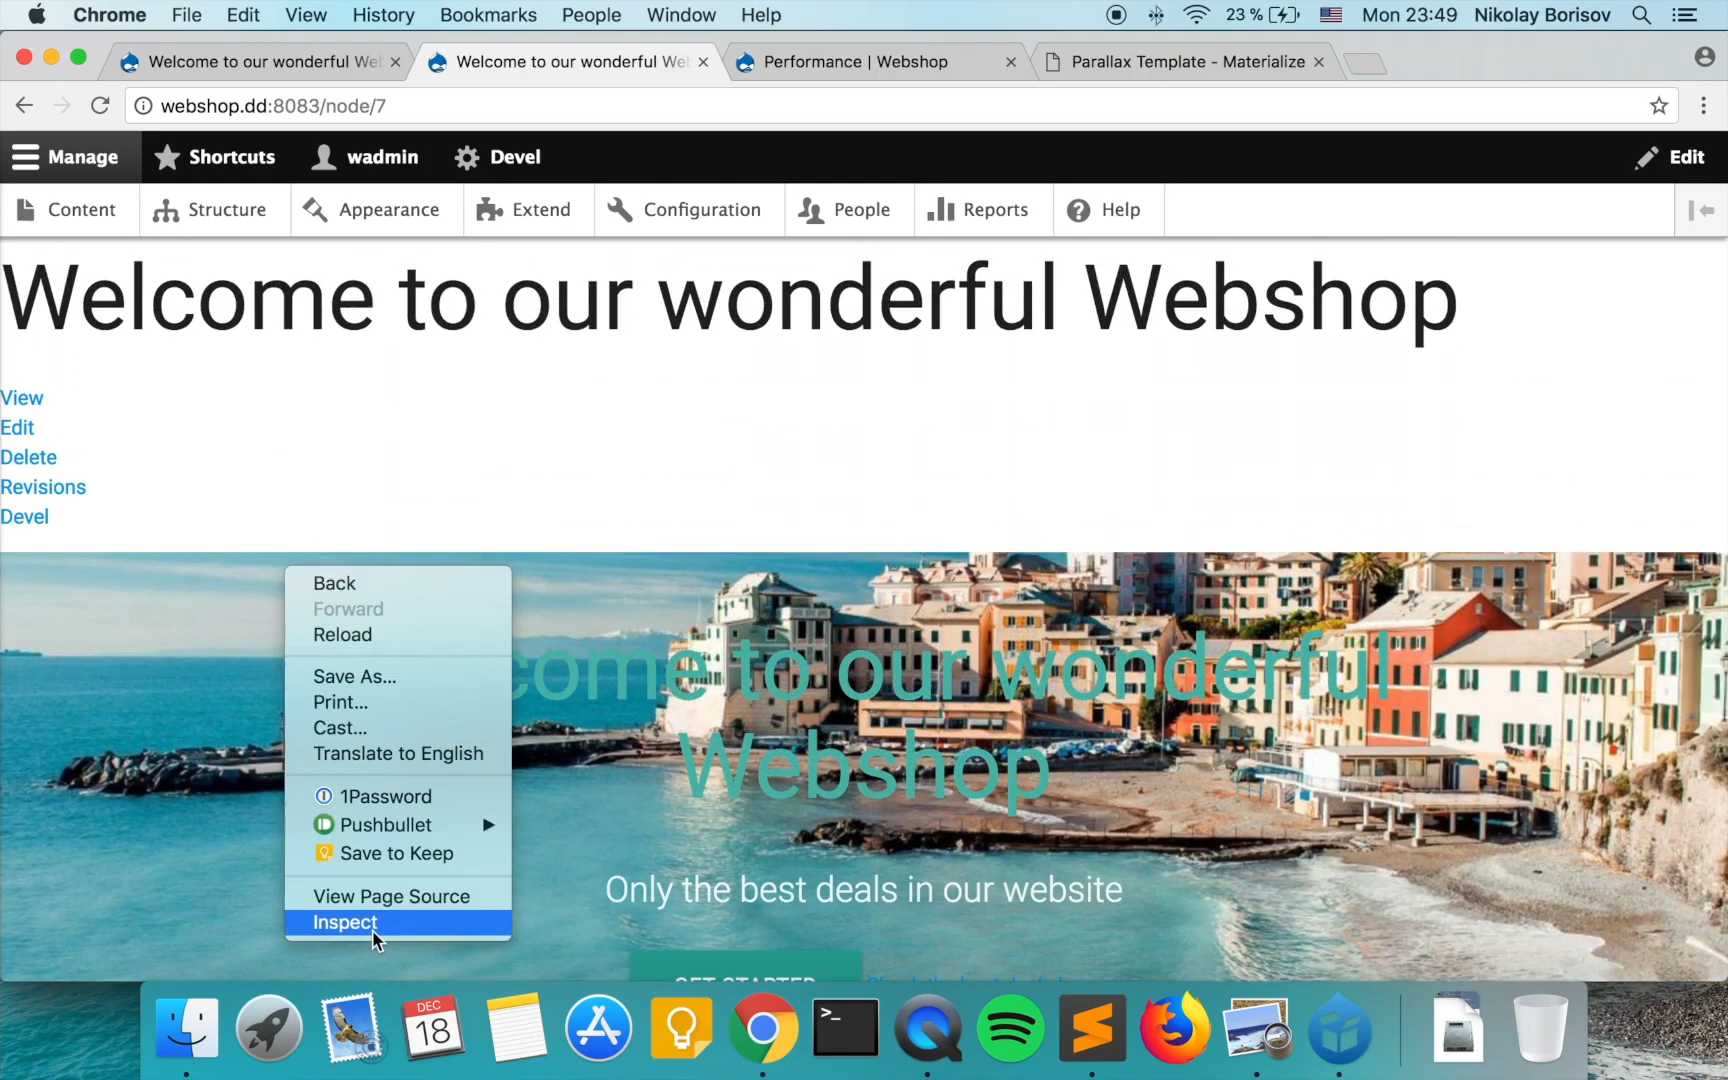 Chrome File Edit View History Bookmarks People Window Help 23 % Mon 23:49 Nikolay Borisov
Welcome to our wonderful We Welcome to our wonderful We Performance | Webshop Parallax Template - Materialize
webshop.dd:8083/node/7
Manage Shortcuts wadmin Devel Edit
Content Structure Appearance Extend Configuration People Reports Help
Welcome to our wonderful Webshop
View
Edit
Delete
Revisions
Devel
Back
Forward
Reload
Save As...
Print...
Cast...
Translate to English
1Password
Pushbullet
Save to Keep
View Page Source
Inspect
come to our wonderful
Webshop
Only the best deals in our website
GET STARTED
DEC
18